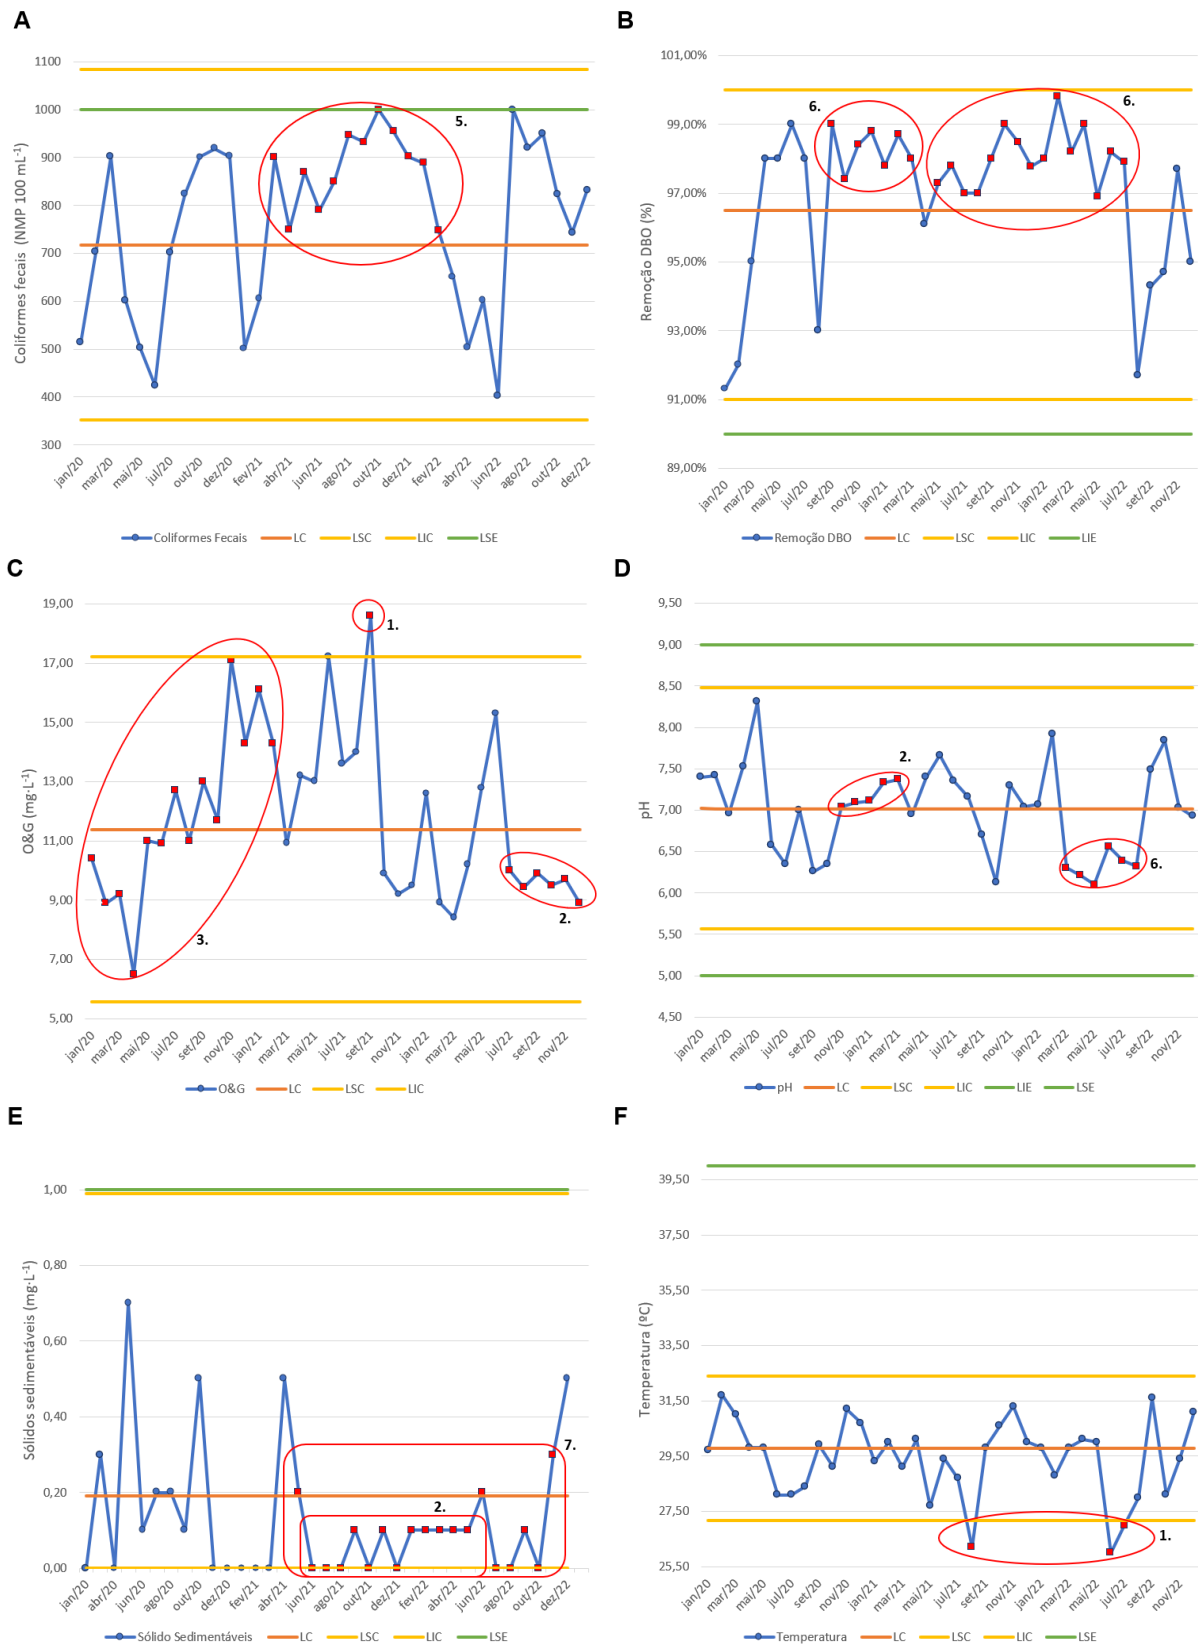 A
Coliformes fecais (NMP 100 mL-1)
1100
1000
900
800
700
600
500
400
300
5.
jan/20
mar/20
mai/20
jul/20
out/20
dez/20
fev/21
abr/21
jun/21
ago/21
out/21
dez/21
fev/22
abr/22
jun/22
ago/22
out/22
dez/22
Coliformes Fecais LC LSC LIC LSE
B
Remoção DBO (%)
101,00%
99,00%
97,00%
95,00%
93,00%
91,00%
89,00%
6.
6.
jan/20
mar/20
mai/20
jul/20
set/20
nov/20
jan/21
mar/21
mai/21
jul/21
set/21
nov/21
jan/22
mar/22
mai/22
jul/22
set/22
nov/22
Remoção DBO LC LSC LIC LIE
C
O&G (mg·L-1)
19,00
17,00
15,00
13,00
11,00
9,00
7,00
5,00
1.
3.
2.
jan/20
mar/20
mai/20
jul/20
set/20
nov/20
jan/21
mar/21
mai/21
jul/21
set/21
nov/21
jan/22
mar/22
mai/22
jul/22
set/22
nov/22
O&G LC LSC LIC
D
pH
9,50
9,00
8,50
8,00
7,50
7,00
6,50
6,00
5,50
5,00
4,50
2.
6.
jan/20
mar/20
mai/20
jul/20
set/20
nov/20
jan/21
mar/21
mai/21
jul/21
set/21
nov/21
jan/22
mar/22
mai/22
jul/22
set/22
nov/22
pH LC LSC LIC LIE LSE
E
Sólidos sedimentáveis (mg·L-1)
1,00
0,80
0,60
0,40
0,20
0,00
7.
2.
jan/20
abr/20
jun/20
ago/20
out/20
dez/20
fev/21
abr/21
jun/21
ago/21
out/21
dez/21
fev/22
abr/22
jun/22
ago/22
out/22
dez/22
Sólido Sedimentáveis LC LSC LIC LSE
F
Temperatura (ºC)
39,50
37,50
35,50
33,50
31,50
29,50
27,50
25,50
1.
jan/20
mar/20
mai/20
jul/20
set/20
nov/20
jan/21
mar/21
mai/21
jul/21
set/21
nov/21
jan/22
mar/22
mai/22
jul/22
set/22
nov/22
Temperatura LC LSC LIC LSE